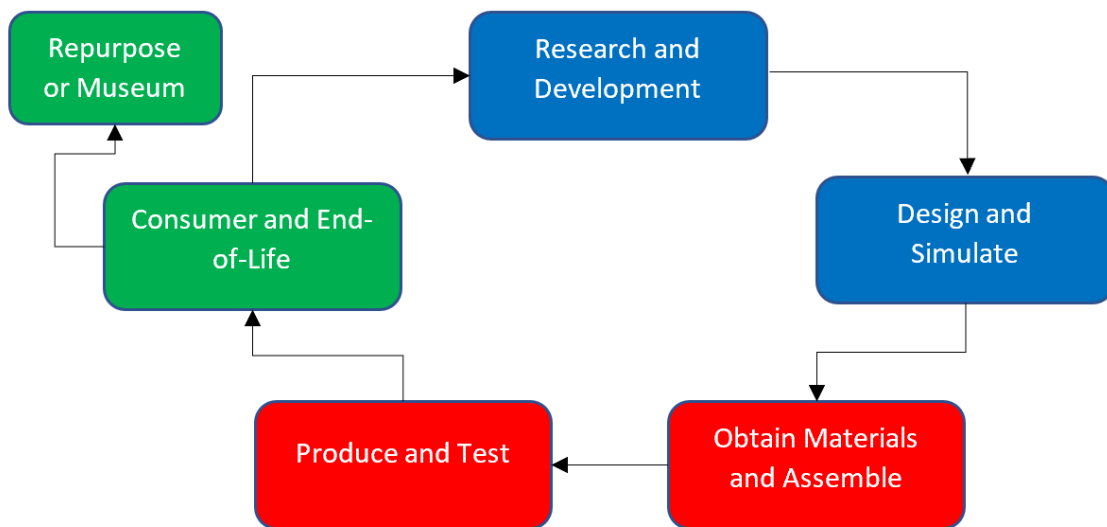 Repurpose
or Museum
Research and
Development
Consumer and End-
of-Life
Design and
Simulate
Produce and Test
Obtain Materials
and Assemble